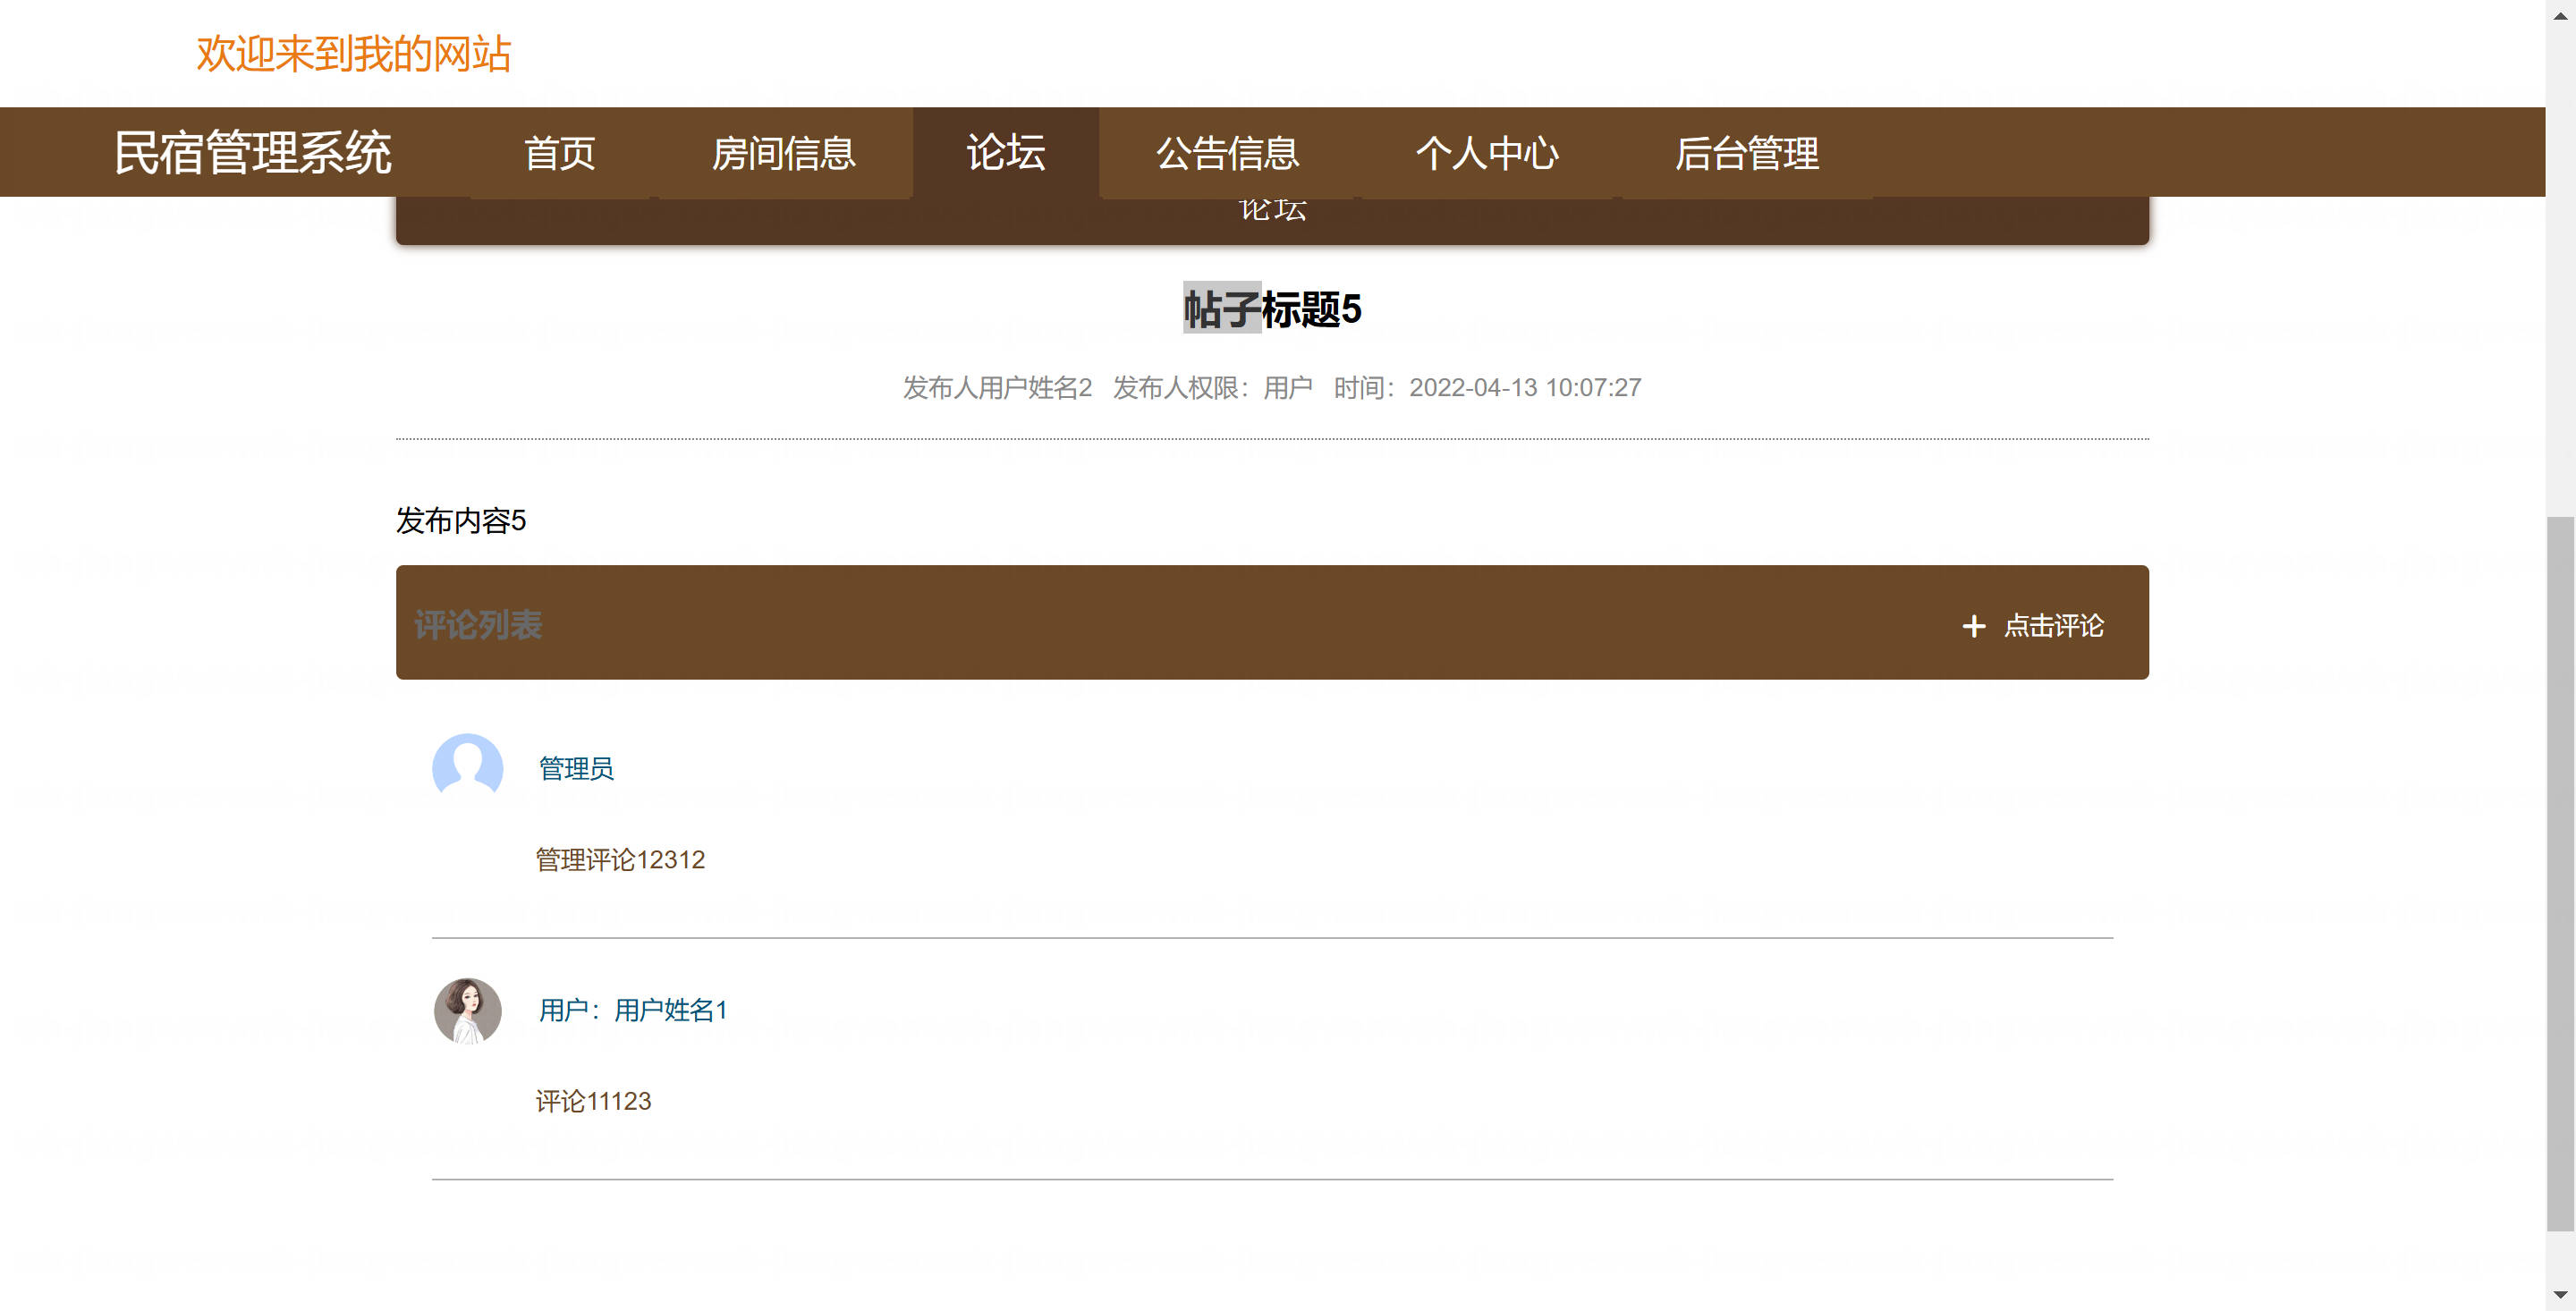 欢迎来到我的网站
民宿管理系统 首页 房间信息 论坛 公告信息 个人中心 后台管理
论坛
帖子标题5
发布人用户姓名2 发布人权限：用户 时间：2022-04-13 10:07:27
发布内容5
评论列表 + 点击评论
管理员
管理评论12312
用户：用户姓名1
评论11123